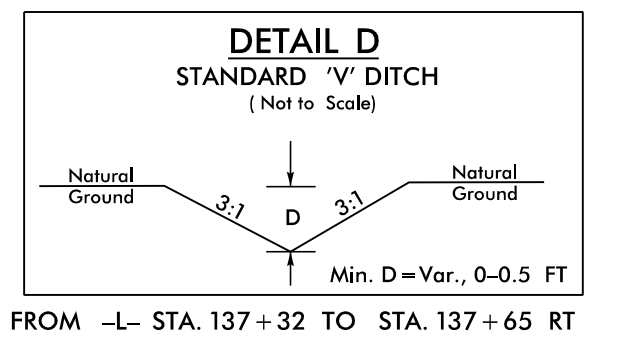 DETAIL D
STANDARD 'V' DITCH
( Not to Scale)
Natural
Ground
3:1
D
3:1
Natural
Ground
Min. D=Var., 0–0.5 FT
FROM –L– STA. 137+32 TO STA. 137+65 RT